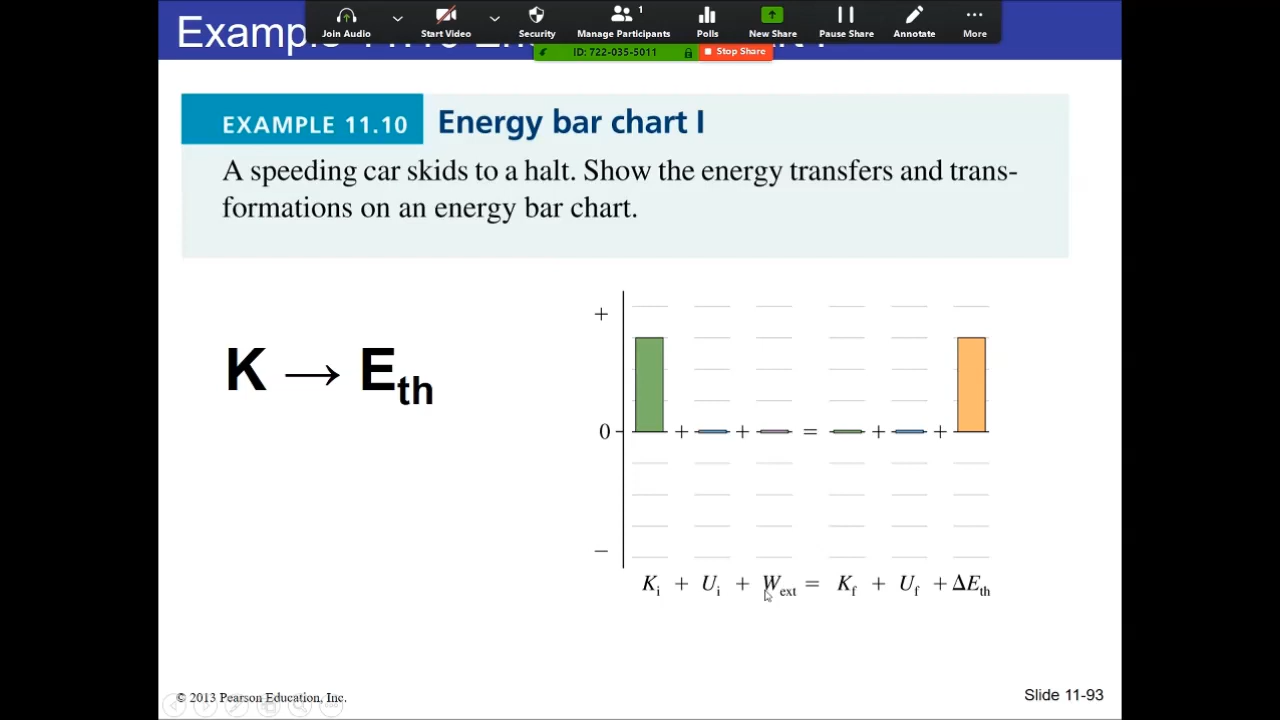 Join Audio
Start Video
Security
1
Manage Participants
Polls
New Share
Pause Share
Annotate
More
ID: 722-035-5011
Stop Share
EXAMPLE 11.10 Energy bar chart I
A speeding car skids to a halt. Show the energy transfers and trans-
formations on an energy bar chart.
K → Eth
+
0 + + = + +
−
Ki + Ui + Wext = Kf + Uf + ΔEth
© 2013 Pearson Education, Inc.
Slide 11-93